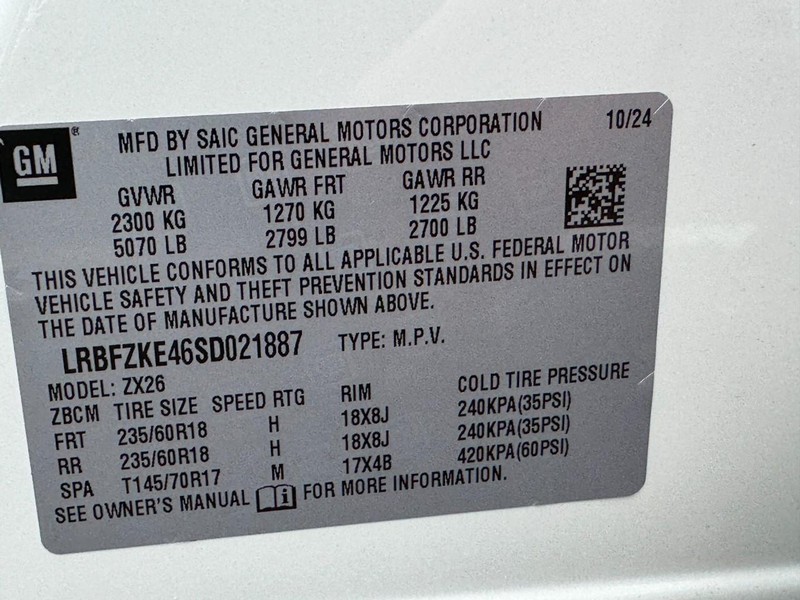 GM®
MFD BY SAIC GENERAL MOTORS CORPORATION 10/24
LIMITED FOR GENERAL MOTORS LLC
GVWR GAWR FRT GAWR RR
2300 KG 1270 KG 1225 KG
5070 LB 2799 LB 2700 LB
THIS VEHICLE CONFORMS TO ALL APPLICABLE U.S. FEDERAL MOTOR
VEHICLE SAFETY AND THEFT PREVENTION STANDARDS IN EFFECT ON
THE DATE OF MANUFACTURE SHOWN ABOVE.
LRBFZKE46SD021887 TYPE: M.P.V.
MODEL: ZX26
ZBCM TIRE SIZE SPEED RTG RIM COLD TIRE PRESSURE
FRT 235/60R18 H 18X8J 240KPA(35PSI)
RR 235/60R18 H 18X8J 240KPA(35PSI)
SPA T145/70R17 M 17X4B 420KPA(60PSI)
SEE OWNER'S MANUAL i FOR MORE INFORMATION.